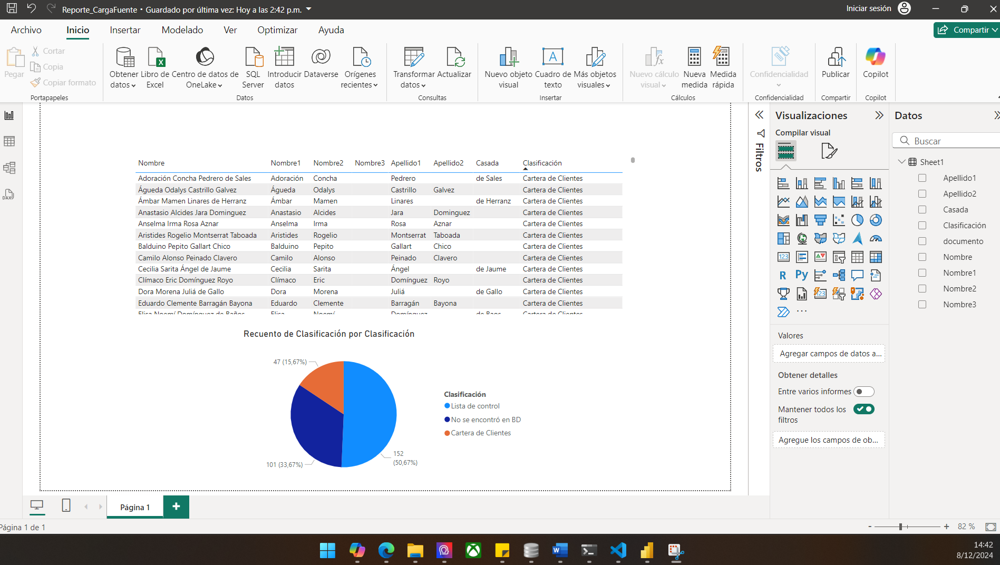 Reporte_CargaFuente • Guardado por última vez: Hoy a las 2:42 p.m.
Iniciar sesión
Archivo
Inicio
Insertar
Modelado
Ver
Optimizar
Ayuda
Compartir
Pegar
Cortar
Copia
Copiar formato
Portapapeles
Obtener datos
Libro de Excel
Centro de datos de OneLake
SQL Server
Introducir datos
Dataverse
Orígenes recientes
Datos
Transformar datos
Actualizar
Consultas
Nuevo objeto visual
Cuadro de texto
Más objetos visuales
Insertar
Nuevo cálculo visual
Nueva medida
Medida rápida
Cálculos
Confidencialidad
Confidencialidad
Publicar
Compartir
Copilot
Copilot
Nombre Nombre1 Nombre2 Nombre3 Apellido1 Apellido2 Casada Clasificación
Adoración Concha Pedrero de Sales Adoración Concha Pedrero de Sales Cartera de Clientes
Águeda Odalys Castrillo Galvez Águeda Odalys Castrillo Galvez Cartera de Clientes
Ámbar Mamen Linares de Herranz Ámbar Mamen Linares de Herranz Cartera de Clientes
Anastasio Alcides Jara Dominguez Anastasio Alcides Jara Dominguez Cartera de Clientes
Anselma Irma Rosa Aznar Anselma Irma Rosa Aznar Cartera de Clientes
Aristides Rogelio Montserrat Taboada Aristides Rogelio Montserrat Taboada Cartera de Clientes
Balduino Pepito Gallart Chico Balduino Pepito Gallart Chico Cartera de Clientes
Camilo Alonso Peinado Clavero Camilo Alonso Peinado Clavero Cartera de Clientes
Cecilia Sarita Ángel de Jaume Cecilia Sarita Ángel de Jaume Cartera de Clientes
Clímaco Eric Domínguez Royo Clímaco Eric Domínguez Royo Cartera de Clientes
Dora Morena Juliá de Gallo Dora Morena Juliá de Gallo Cartera de Clientes
Eduardo Clemente Barragán Bayona Eduardo Clemente Barragán Bayona Cartera de Clientes
Recuento de Clasificación por Clasificación
47 (15,67%)
101 (33,67%)
152
(50,67%)
Clasificación
Lista de control
No se encontró en BD
Cartera de Clientes
Filtros
Visualizaciones
Compilar visual
Valores
Agregar campos de datos a...
Obtener detalles
Entre varios informes
Mantener todos los
filtros
Agregue los campos de ob...
Datos
Buscar
Sheet1
Apellido1
Apellido2
Casada
Clasificación
documento
Nombre
Nombre1
Nombre2
Nombre3
Página 1
Página 1 de 1
- + 82 %
14:42
8/12/2024